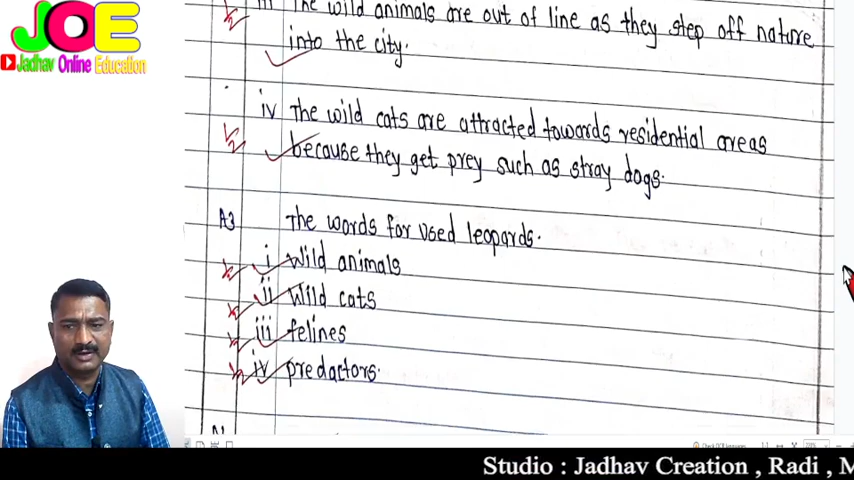 JOE
Jadhav Online Education
iii The wild animals are out of line as they step off nature
into the city.
iv The wild cats are attracted towards residential areas
because they get prey such as stray dogs.
A3 The words for used leopards.
i Wild animals
ii Wild cats
iii felines
iv predactors.
Studio : Jadhav Creation , Radi , M